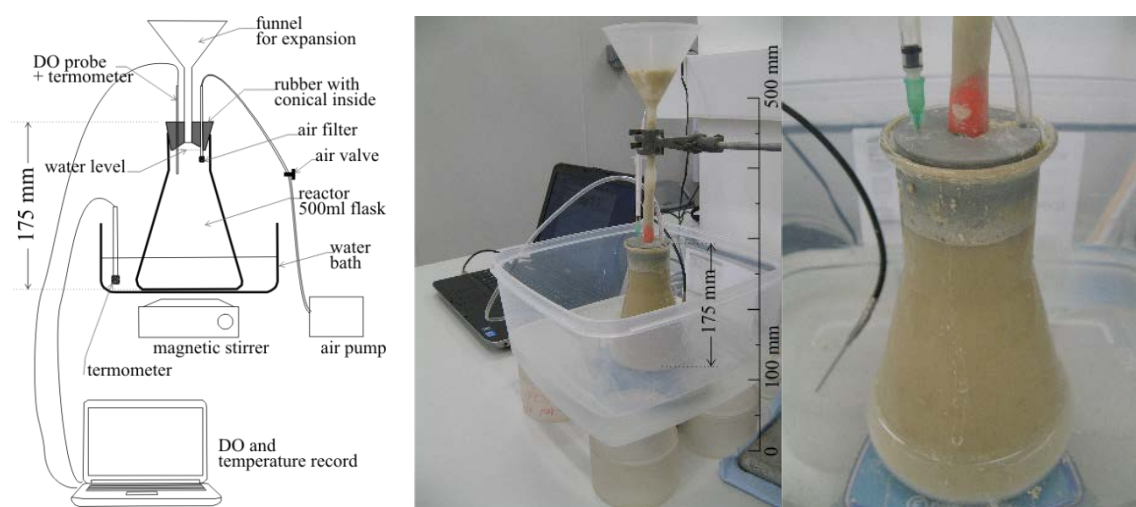 funnel
for expansion
DO probe
+ termometer
rubber with
conical inside
air filter
water level
air valve
175 mm
reactor
500ml flask
water
bath
magnetic stirrer
air pump
termometer
DO and
temperature record
500 mm
175 mm
100 mm
0